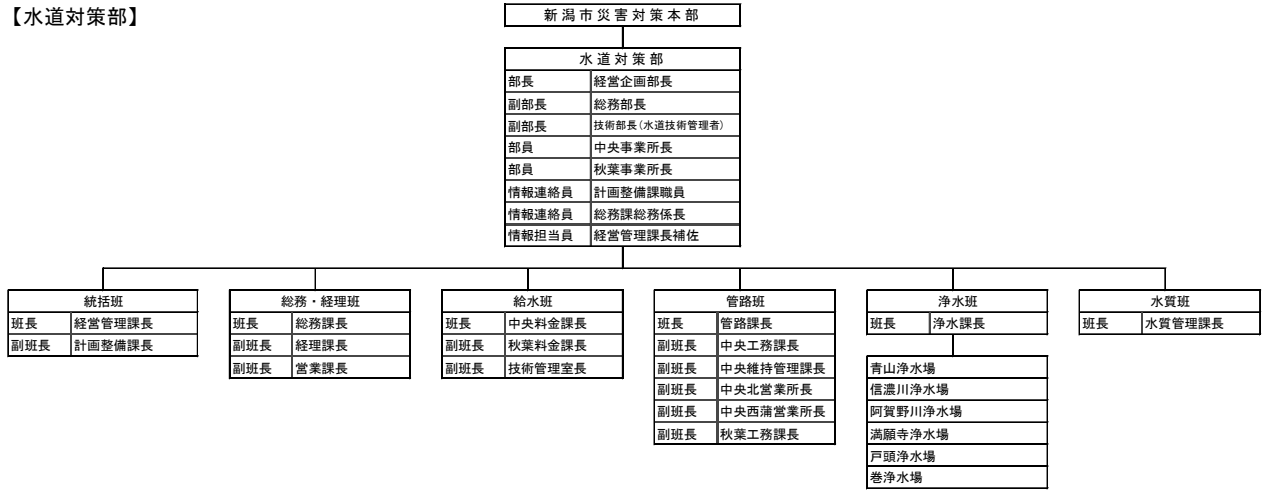 【水道対策部】
新潟市災害対策本部
水道対策部
部長 経営企画部長
副部長 総務部長
副部長 技術部長(水道技術管理者)
部員 中央事業所長
部員 秋葉事業所長
情報連絡員 計画整備課職員
情報連絡員 総務課総務係長
情報担当員 経営管理課長補佐
統括班
班長 経営管理課長
副班長 計画整備課長
総務・経理班
班長 総務課長
副班長 経理課長
副班長 営業課長
給水班
班長 中央料金課長
副班長 秋葉料金課長
副班長 技術管理室長
管路班
班長 管路課長
副班長 中央工務課長
副班長 中央維持管理課長
副班長 中央北営業所長
副班長 中央西蒲営業所長
副班長 秋葉工務課長
浄水班
班長 浄水課長
青山浄水場
信濃川浄水場
阿賀野川浄水場
満願寺浄水場
戸頭浄水場
巻浄水場
水質班
班長 水質管理課長